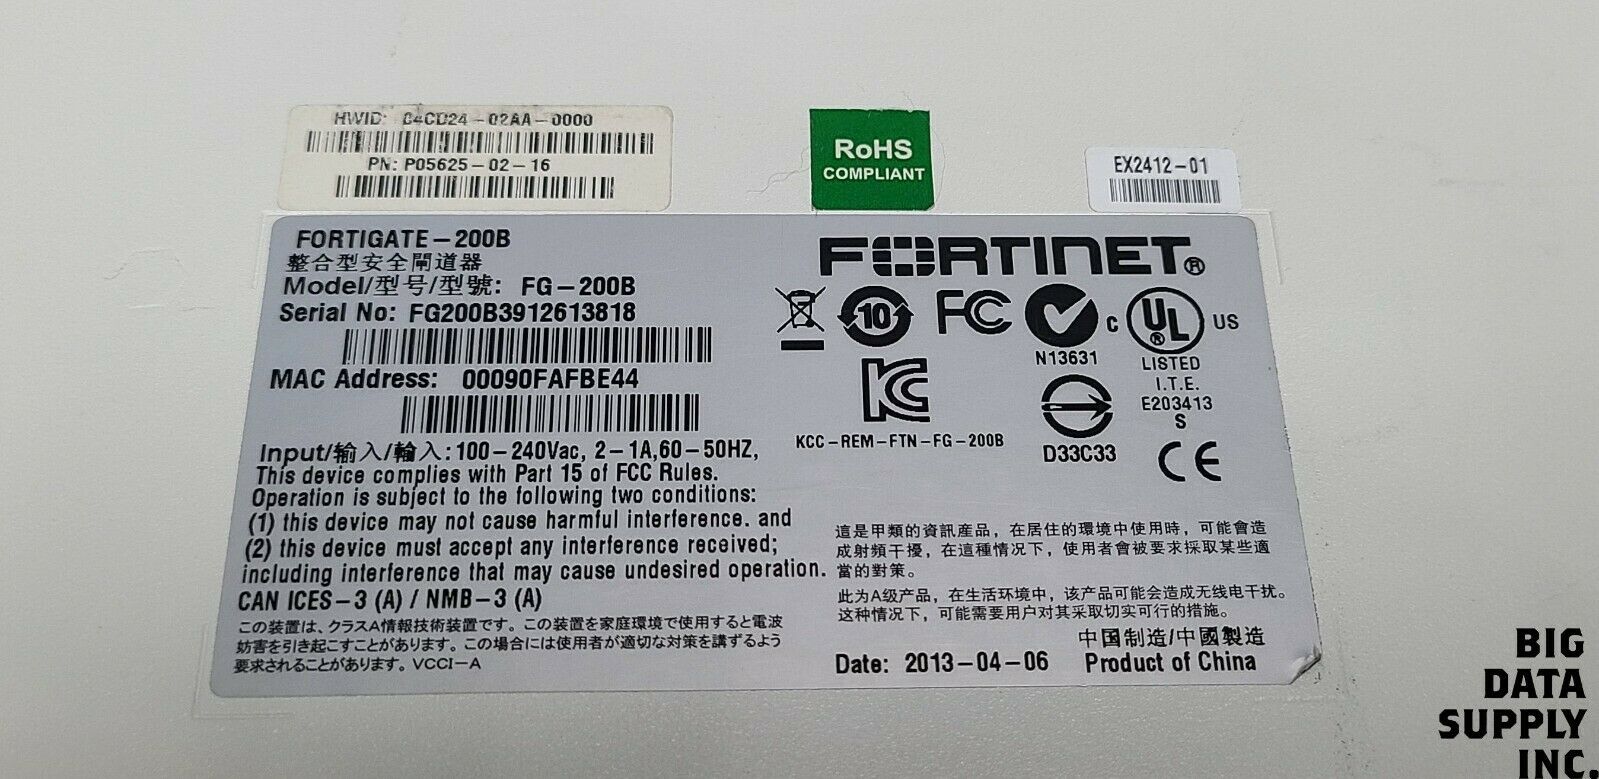 HWID: 04CD24-02AA-0000
PN: P05625-02-16
RoHS
COMPLIANT
EX2412-01
FORTIGATE-200B
整合型安全閘道器
Model/型号/型號: FG-200B
Serial No: FG200B3912613818
MAC Address: 00090FAFBE44
Input/输入/輸入: 100-240Vac, 2-1A,60-50HZ,
This device complies with Part 15 of FCC Rules.
Operation is subject to the following two conditions:
(1) this device may not cause harmful interference. and
(2) this device must accept any interference received;
including interference that may cause undesired operation.
CAN ICES-3 (A) / NMB-3 (A)
この装置は、クラスA情報技術装置です。この装置を家庭環境で使用すると電波
妨害を引き起こすことがあります。この場合には使用者が適切な対策を講ずるよう
要求されることがあります。VCCI-A
FORTINET®
10
FC
N13631
C UL® US
LISTED
I.T.E.
E203413
S
KC
KCC-REM-FTN-FG-200B
D33C33
CE
這是甲類的資訊產品，在居住的環境中使用時，可能會造
成射頻干擾，在這種情況下，使用者會被要求採取某些適
當的對策。
此为A级产品，在生活环境中，该产品可能会造成无线电干扰。
这种情况下，可能需要用户对其采取切实可行的措施。
中国制造/中國製造
Date: 2013-04-06 Product of China
BIG
DATA
SUPPLY
INC.